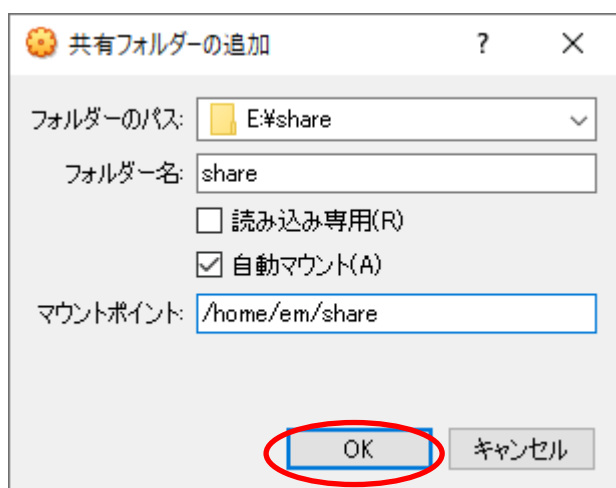 共有フォルダーの追加 ?
フォルダーのパス: E:¥share
フォルダー名: share
読み込み専用(R)
自動マウント(A)
マウントポイント: /home/em/share
OK キャンセル